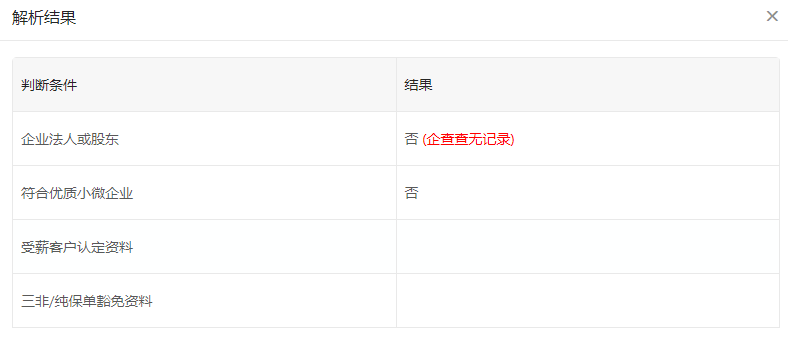 解析结果
判断条件 结果
企业法人或股东 否 (企查查无记录)
符合优质小微企业 否
受薪客户认定资料
三非/纯保单豁免资料